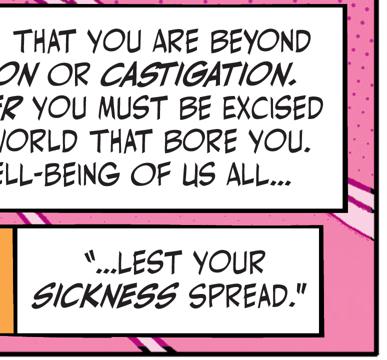 THAT YOU ARE BEYOND
OR CASTIGATION.
YOU MUST BE EXCISED
THAT BORE YOU.
OF US ALL...
"...LEST YOUR
SICKNESS SPREAD."